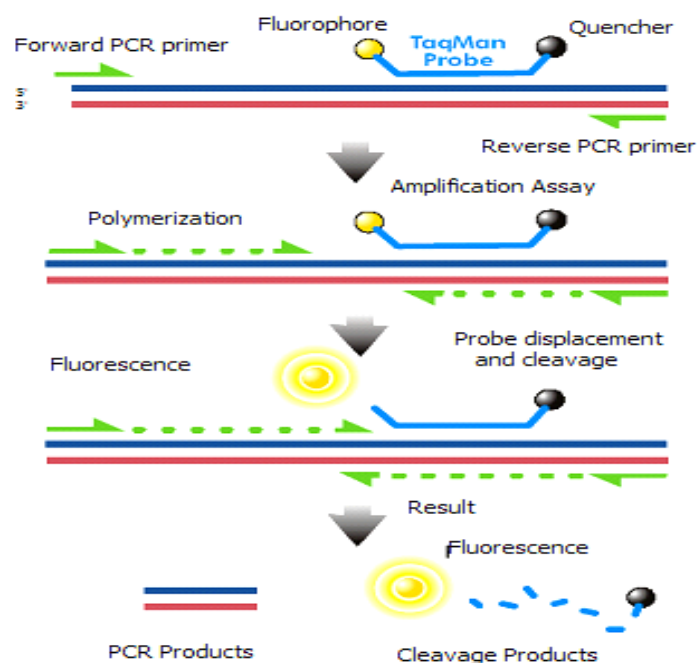 Fluorophore
Quencher
Forward PCR primer
TaqMan
Probe
5'
3'
Reverse PCR primer
Amplification Assay
Polymerization
Probe displacement
and cleavage
Fluorescence
Result
Fluorescence
PCR Products
Cleavage Products